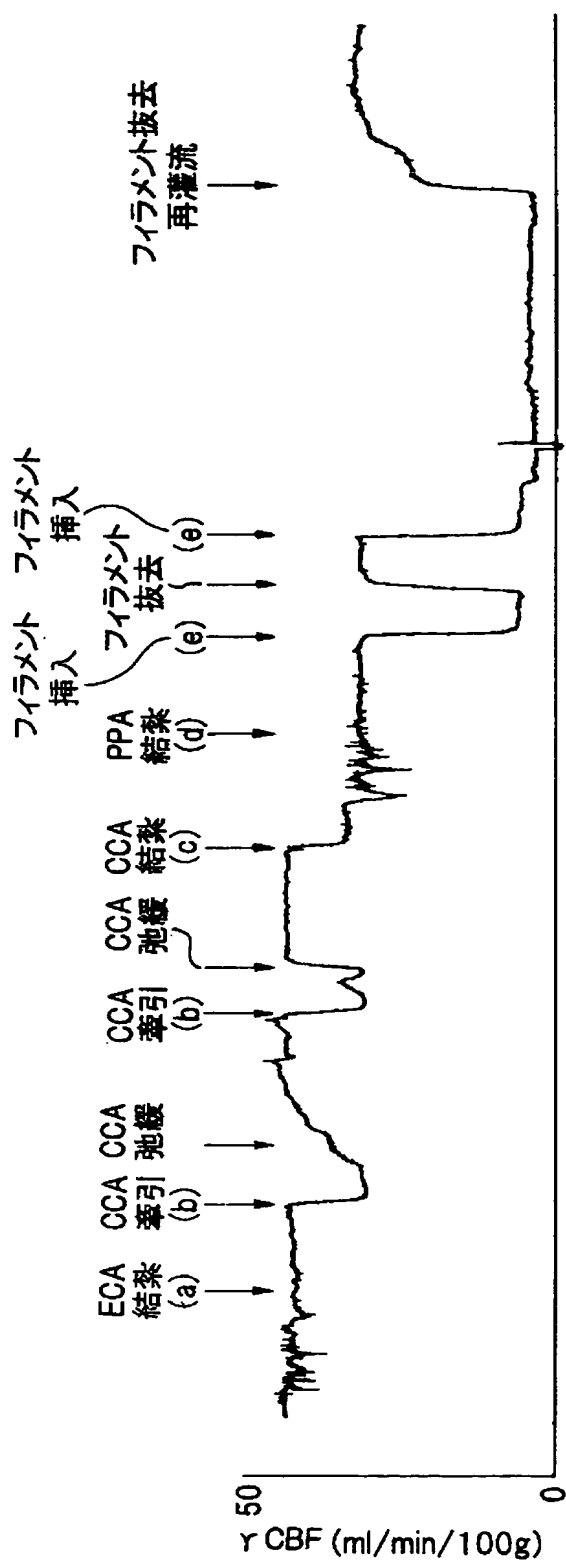 50
0
γ CBF (ml/min/100g)
ECA
結紮
(a)
CCA
牽引
(b)
CCA
弛緩
CCA
牽引
(b)
CCA
弛緩
CCA
結紮
(c)
PPA
結紮
(d)
フィラメント
挿入
(e)
フィラメント
抜去
フィラメント
挿入
(e)
フィラメント抜去
再灌流